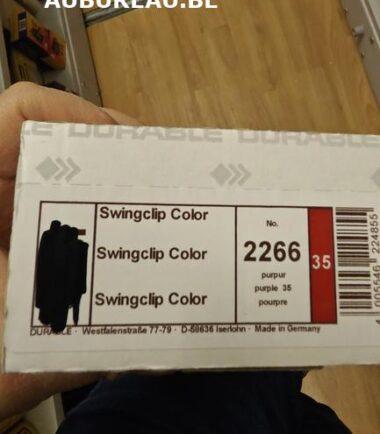 AUBUREAU.BE
DURABLE DURABLE
Swingclip Color
Swingclip Color
Swingclip Color
No.
2266
purpur
purple 35
pourpre
35
005546 224855
DURABLE · Westfalenstraße 77-79 · D-58636 Iserlohn · Made in Germany